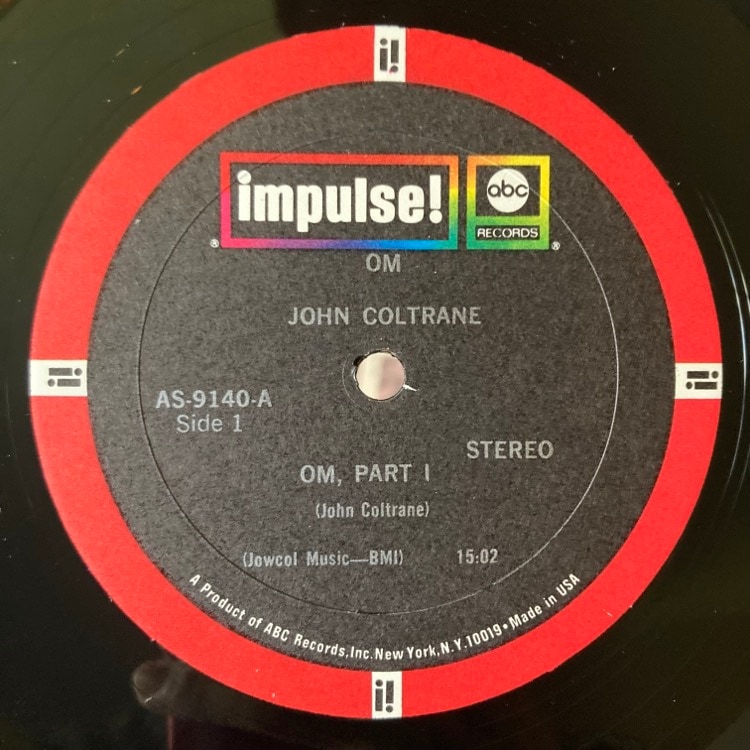 i!
impulse!
abc
RECORDS
®
®
OM
JOHN COLTRANE
i!
i!
AS-9140-A
Side 1
STEREO
OM, PART I
(John Coltrane)
(Jowcol Music—BMI) 15:02
A Product of ABC Records,Inc.New York,N.Y.10019•Made in USA
i!